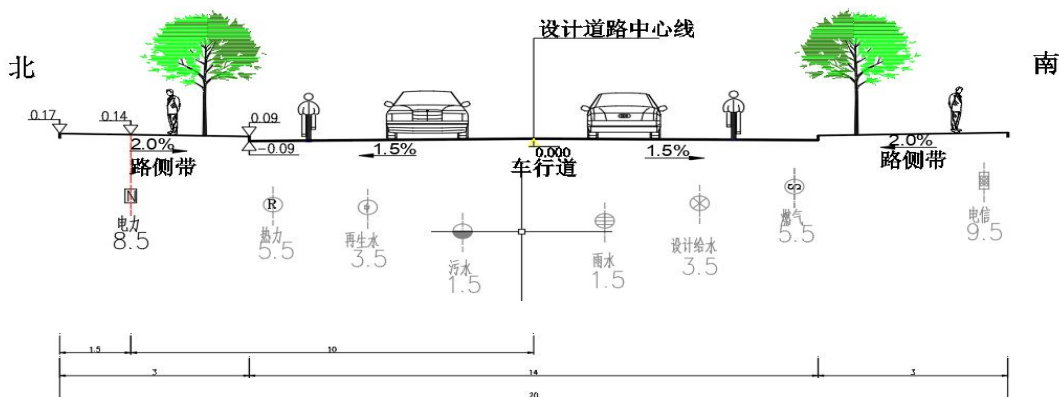 设计道路中心线
北
南
0.17
0.14
0.09
-0.09
2.0%
路侧带
1.5%
0.000
车行道
1.5%
2.0%
路侧带
N
电力
8.5
R
热力
5.5
再生水
3.5
污水
1.5
雨水
1.5
设计给水
3.5
S
燃气
5.5
电信
9.5
1.5
10
3
14
3
20